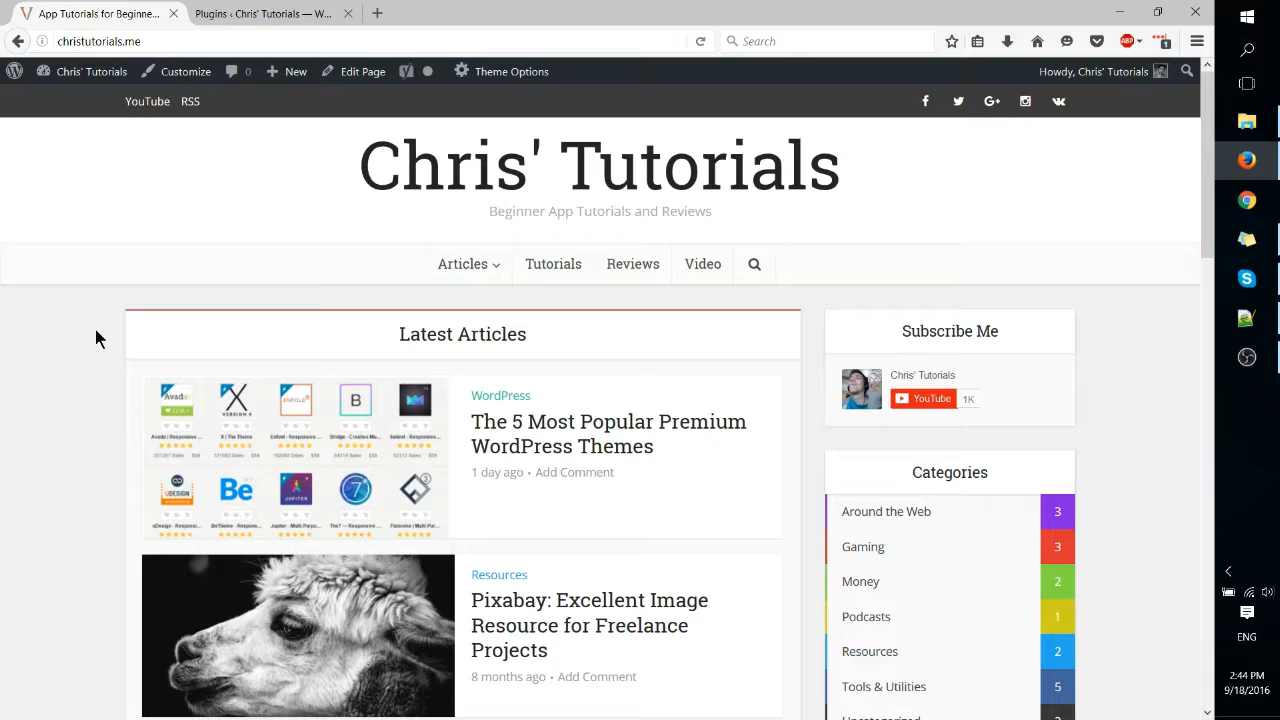 App Tutorials for Beginne...
Plugins ‹ Chris' Tutorials — W...
christutorials.me
Search
ABP
1
Chris' Tutorials
Customize
0
New
Edit Page
Theme Options
Howdy, Chris' Tutorials
YouTube
RSS
Chris' Tutorials
Beginner App Tutorials and Reviews
Articles
Tutorials
Reviews
Video
Latest Articles
WordPress
The 5 Most Popular Premium
WordPress Themes
1 day ago • Add Comment
Resources
Pixabay: Excellent Image
Resource for Freelance
Projects
8 months ago • Add Comment
Subscribe Me
Chris' Tutorials
YouTube
1K
Categories
Around the Web
3
Gaming
3
Money
2
Podcasts
1
Resources
2
Tools & Utilities
5
ENG
2:44 PM
9/18/2016